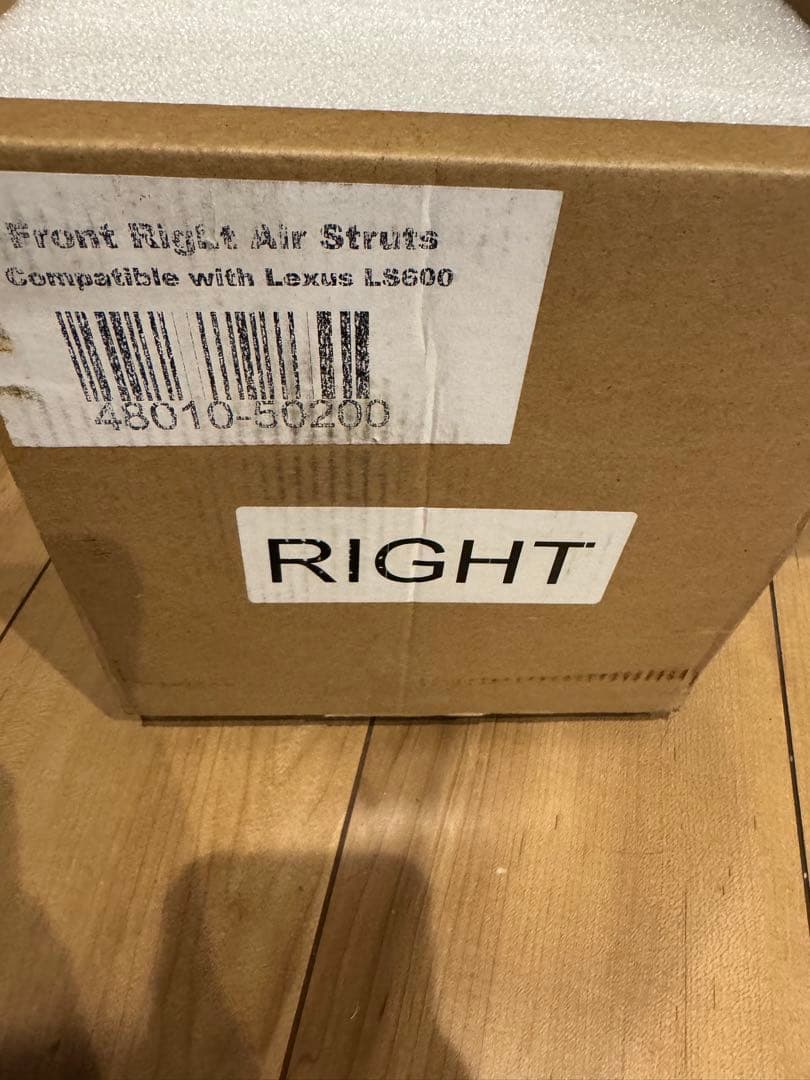 Front Right Air Struts
Compatible with Lexus LS600
48010-50200
RIGHT